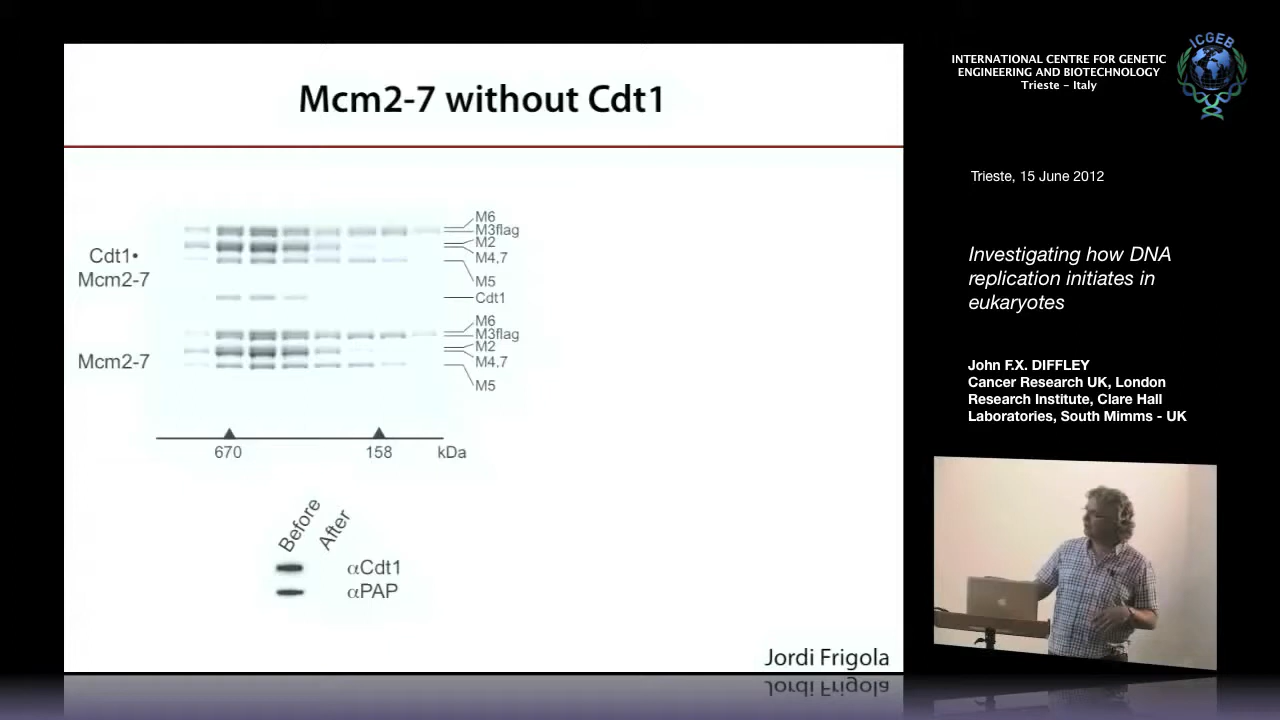 Mcm2-7 without Cdt1
Cdt1•
Mcm2-7
M6
M3flag
M2
M4,7
M5
Cdt1
Mcm2-7
M6
M3flag
M2
M4,7
M5
670
158
kDa
Before
After
αCdt1
αPAP
Jordi Frigola
ICGEB
INTERNATIONAL CENTRE FOR GENETIC
ENGINEERING AND BIOTECHNOLOGY
Trieste - Italy
Trieste, 15 June 2012
Investigating how DNA
replication initiates in
eukaryotes
John F.X. DIFFLEY
Cancer Research UK, London
Research Institute, Clare Hall
Laboratories, South Mimms - UK